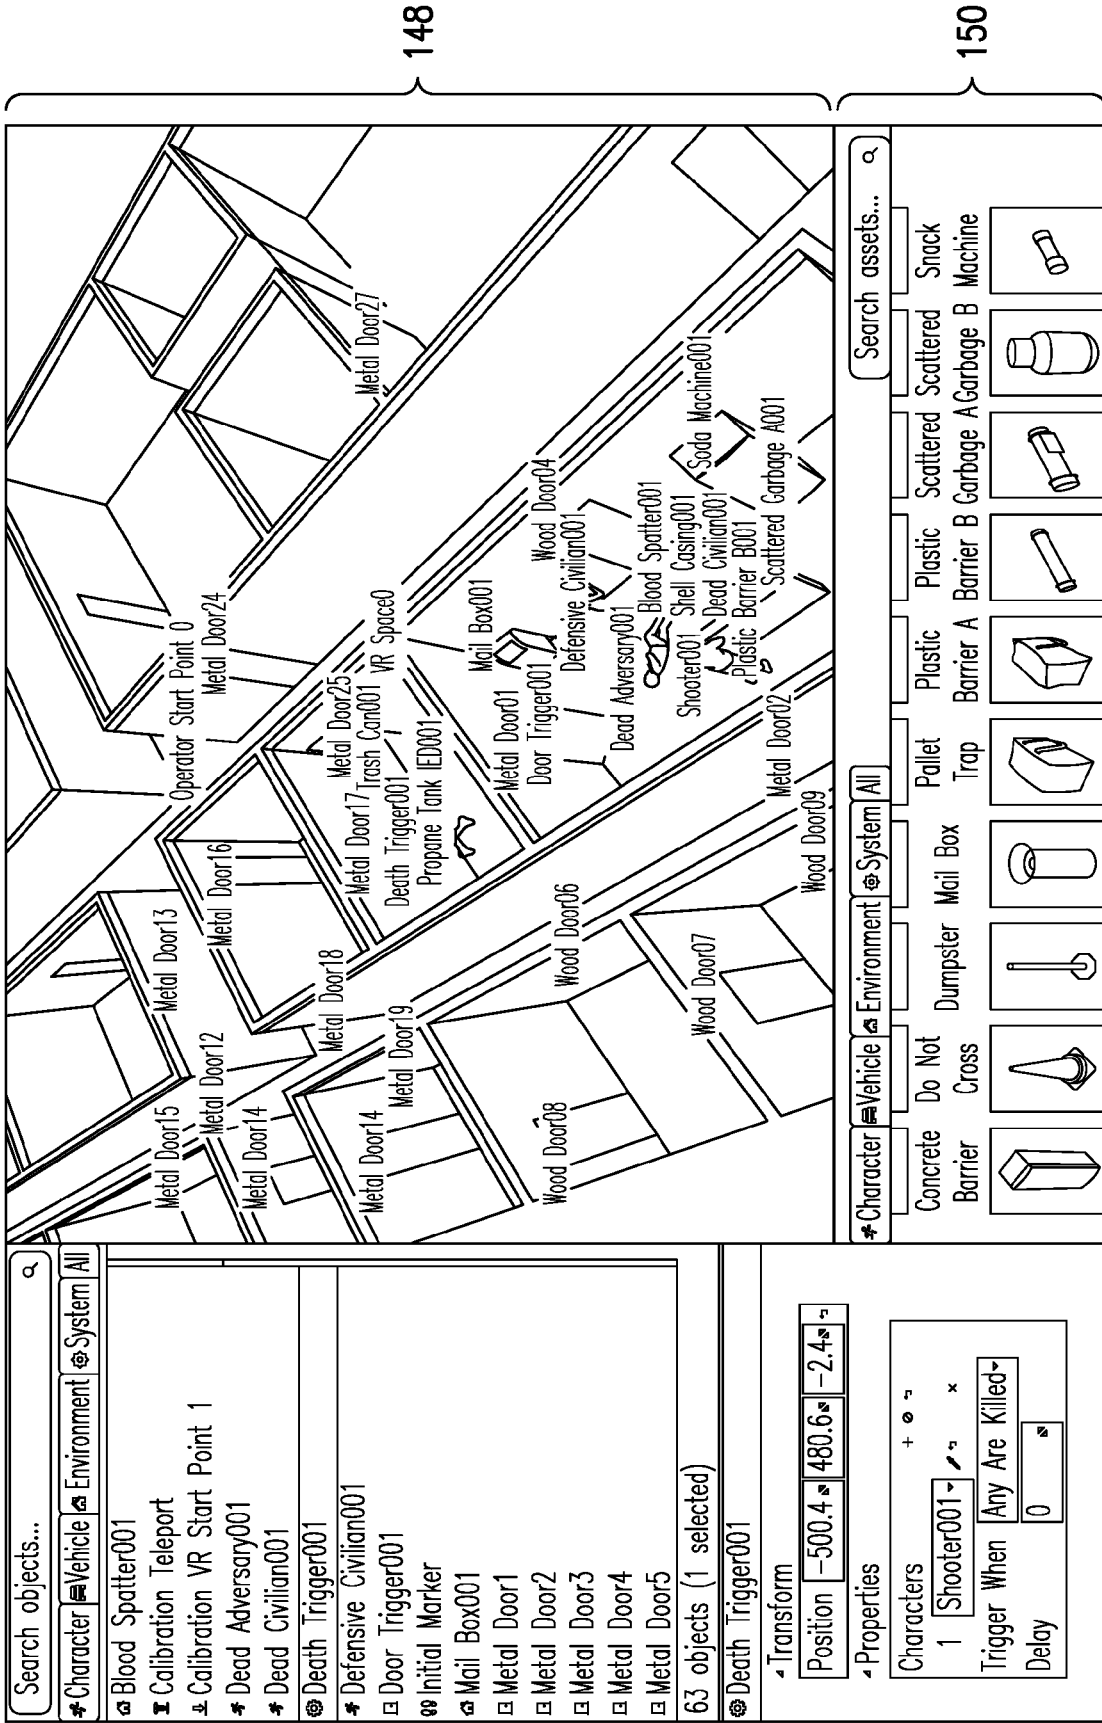 Search objects...
Character Vehicle Environment System All
Blood Spatter001
Calibration Teleport
Calibration VR Start Point 1
Dead Adversary001
Dead Civilian001
Death Trigger001
Defensive Civilian001
Door Trigger001
Initial Marker
Mail Box001
Metal Door1
Metal Door2
Metal Door3
Metal Door4
Metal Door5
63 objects (1 selected)
Death Trigger001
Transform
Position -500.4 480.6 -2.4
Properties
Characters
1 Shooter001
Trigger When Any Are Killed
Delay 0
Metal Door15
Metal Door12
Metal Door13
Metal Door14
Metal Door16
Operator Start Point 0
Metal Door24
Metal Door27
Metal Door14
Metal Door19
Metal Door18
Metal Door25
Metal Door17
Trash Can001
Death Trigger001
Propane Tank IED001
VR Space0
Mail Box001
Metal Door01
Door Trigger001
Wood Door04
Defensive Civilian001
Dead Adversary001
Blood Spatter001
Shooter001
Shell Casing001
Dead Civilian001
Plastic Barrier B001
Soda Machine001
Scattered Garbage A001
Wood Door08
Wood Door06
Wood Door07
Metal Door02
Wood Door09
148
Character Vehicle Environment System All
Search assets...
Concrete Barrier
Do Not Cross
Dumpster
Mail Box
Pallet Trap
Plastic Barrier A
Plastic Barrier B
Scattered Garbage A
Scattered Garbage B
Snack Machine
150